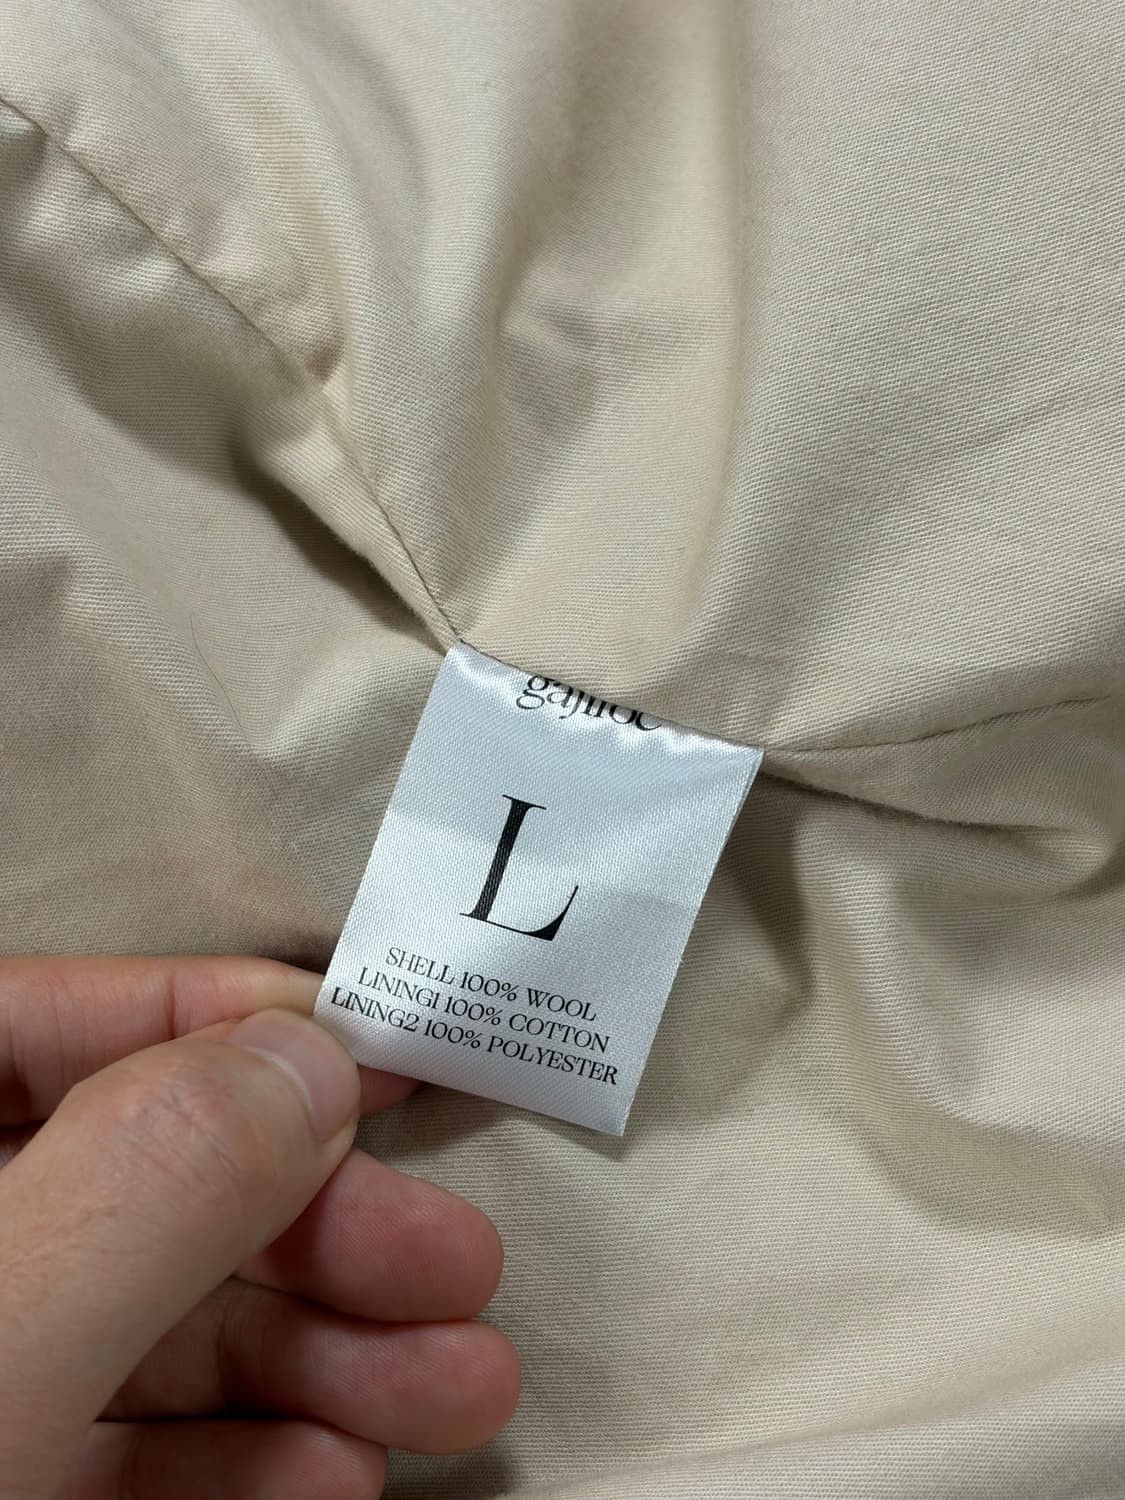 L
SHELL 100% WOOL
LINING1 100% COTTON
LINING2 100% POLYESTER